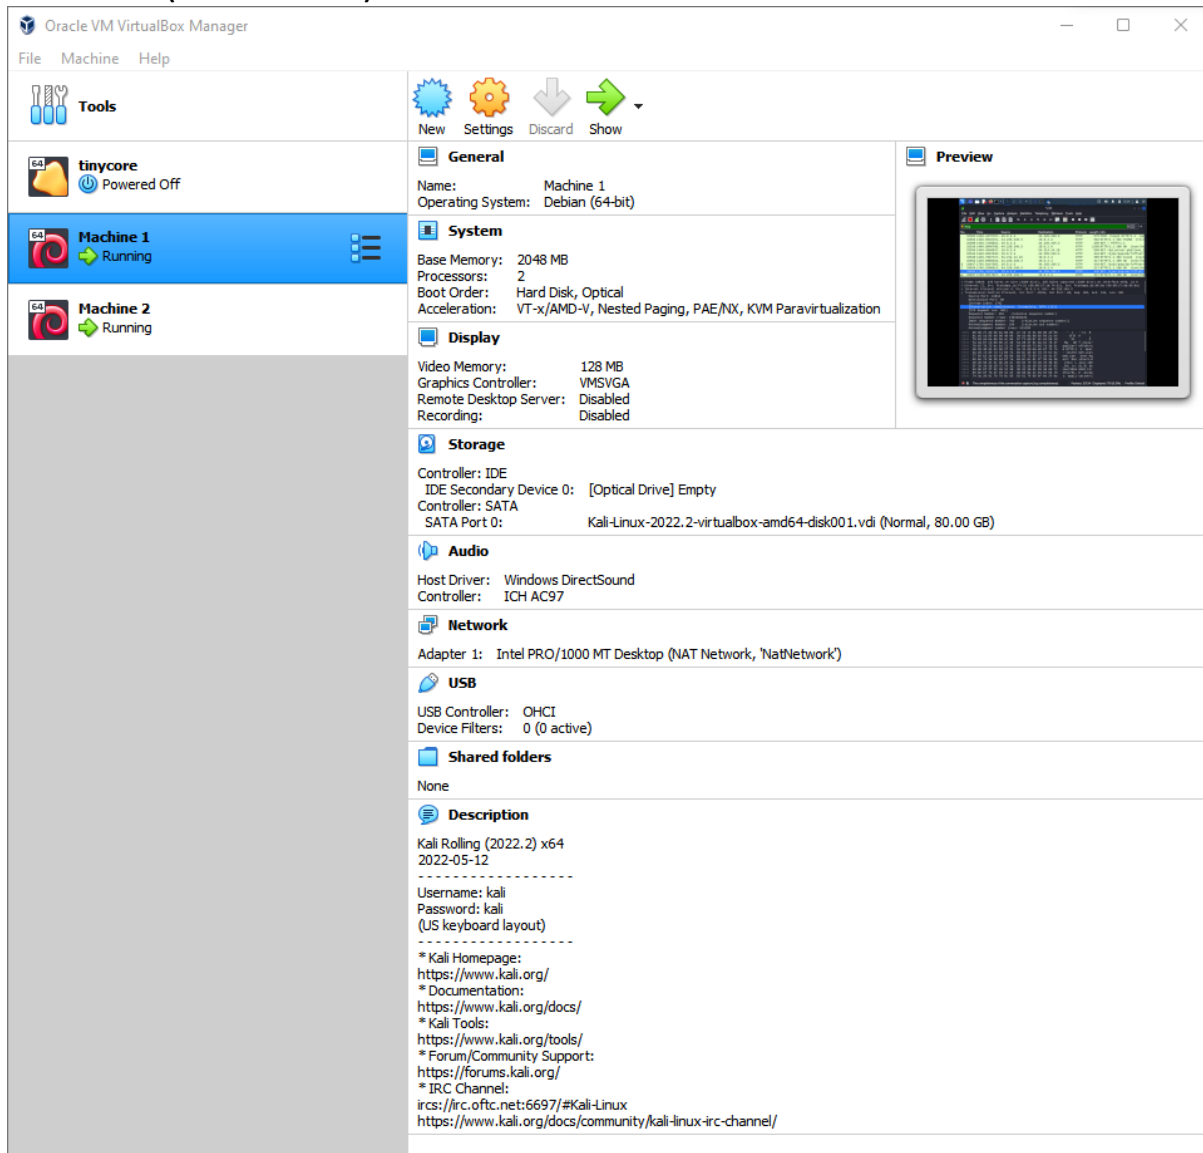 Oracle VM VirtualBox Manager
File Machine Help
Tools
New Settings Discard Show
64
tinycore
Powered Off
64
Machine 1
Running
64
Machine 2
Running
General
Name: Machine 1
Operating System: Debian (64-bit)
System
Base Memory: 2048 MB
Processors: 2
Boot Order: Hard Disk, Optical
Acceleration: VT-x/AMD-V, Nested Paging, PAE/NX, KVM Paravirtualization
Display
Video Memory: 128 MB
Graphics Controller: VMSVGA
Remote Desktop Server: Disabled
Recording: Disabled
Preview
Storage
Controller: IDE
IDE Secondary Device 0: [Optical Drive] Empty
Controller: SATA
SATA Port 0: Kali-Linux-2022.2-virtualbox-amd64-disk001.vdi (Normal, 80.00 GB)
Audio
Host Driver: Windows DirectSound
Controller: ICH AC97
Network
Adapter 1: Intel PRO/1000 MT Desktop (NAT Network, 'NatNetwork')
USB
USB Controller: OHCI
Device Filters: 0 (0 active)
Shared folders
None
Description
Kali Rolling (2022.2) x64
2022-05-12
- - - - - - - - - - - - - - - - - -
Username: kali
Password: kali
(US keyboard layout)
- - - - - - - - - - - - - - - - - -
* Kali Homepage:
https://www.kali.org/
* Documentation:
https://www.kali.org/docs/
* Kali Tools:
https://www.kali.org/tools/
* Forum/Community Support:
https://forums.kali.org/
* IRC Channel:
ircs://irc.oftc.net:6697/#Kali-Linux
https://www.kali.org/docs/community/kali-linux-irc-channel/